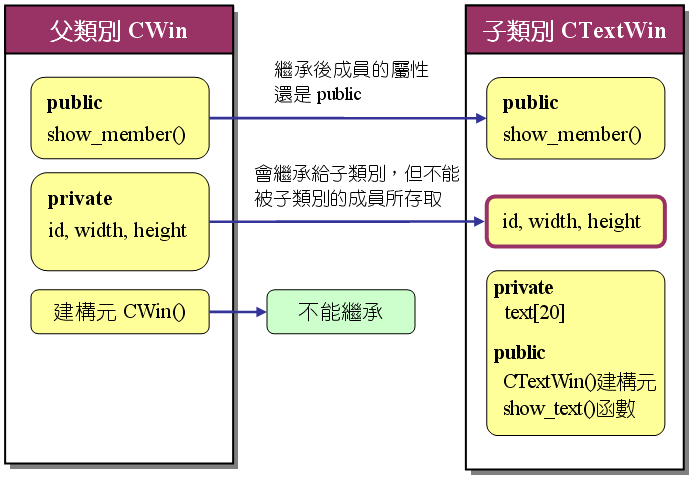 父類別 CWin
public
show_member()
private
id, width, height
建構元 CWin()
繼承後成員的屬性
還是 public
會繼承給子類別，但不能
被子類別的成員所存取
不能繼承
子類別 CTextWin
public
show_member()
id, width, height
private
text[20]
public
CTextWin()建構元
show_text()函數